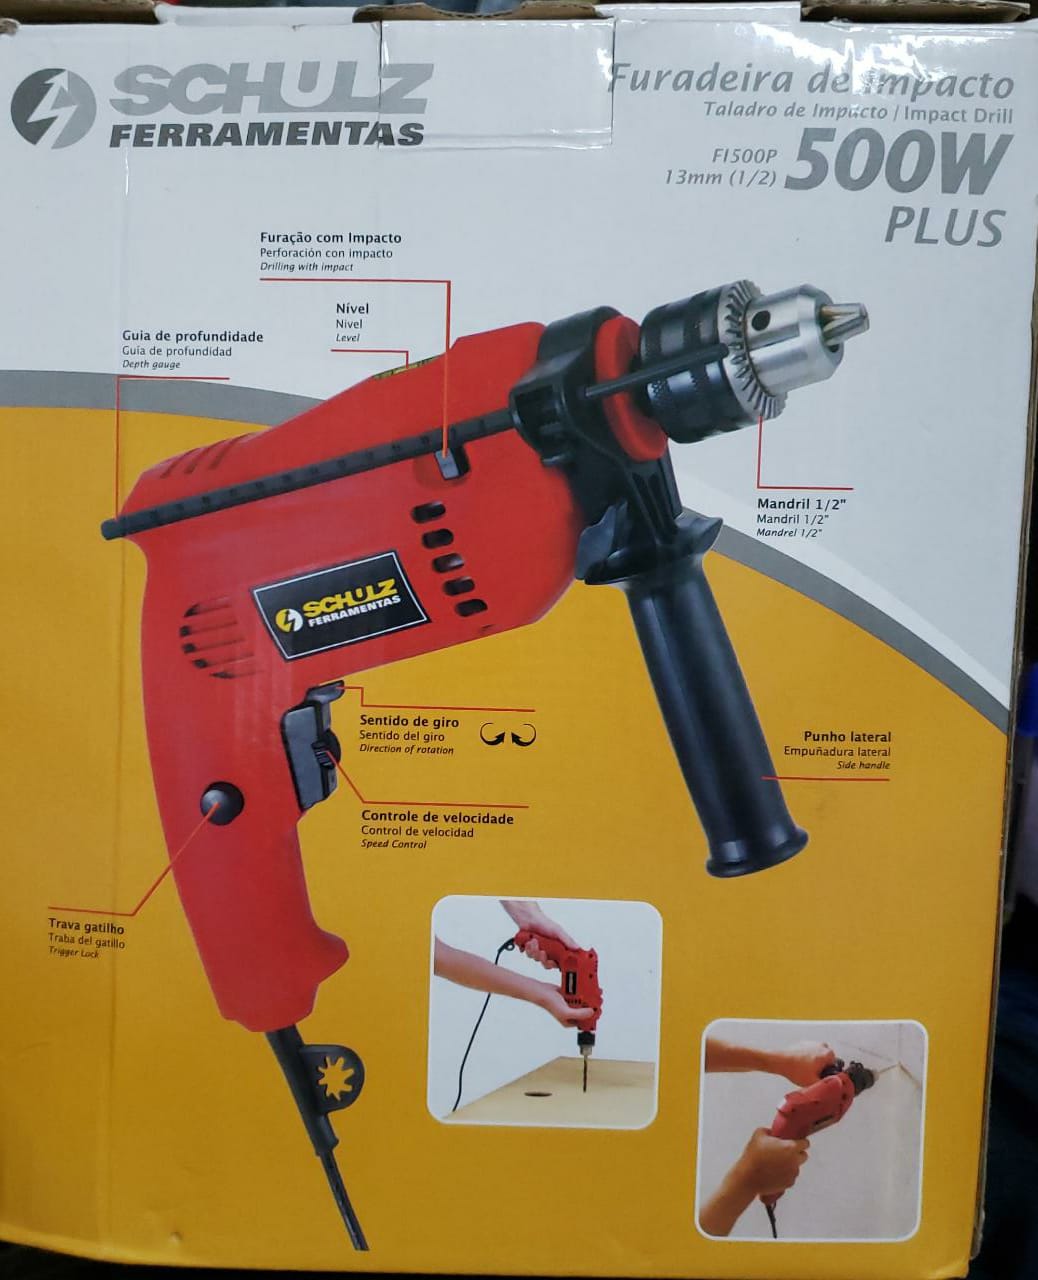 SCHULZ
FERRAMENTAS
Furadeira de Impacto
Taladro de Impacto / Impact Drill
FI500P
13mm (1/2)
500W
PLUS
Furação com Impacto
Perforación con impacto
Drilling with impact
Nível
Nivel
Level
Guia de profundidade
Guía de profundidad
Depth gauge
Mandril 1/2"
Mandril 1/2"
Mandrel 1/2"
SCHULZ
FERRAMENTAS
Sentido de giro
Sentido del giro
Direction of rotation
Punho lateral
Empuñadura lateral
Side handle
Controle de velocidade
Control de velocidad
Speed Control
Trava gatilho
Traba del gatillo
Trigger Lock